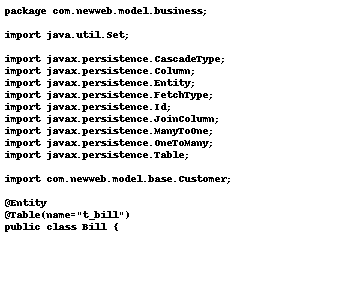 package com.newweb.model.business;
import java.util.Set;
import javax.persistence.CascadeType;
import javax.persistence.Column;
import javax.persistence.Entity;
import javax.persistence.FetchType;
import javax.persistence.Id;
import javax.persistence.JoinColumn;
import javax.persistence.ManyToOne;
import javax.persistence.OneToMany;
import javax.persistence.Table;
import com.newweb.model.base.Customer;
@Entity
@Table(name="t_bill")
public class Bill {